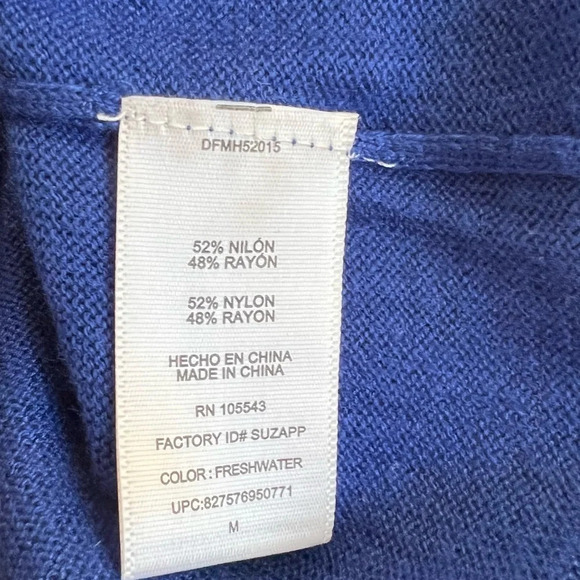 DFMH52015
52% NILÓN
48% RAYÓN
52% NYLON
48% RAYON
HECHO EN CHINA
MADE IN CHINA
RN 105543
FACTORY ID# SUZAPP
COLOR : FRESHWATER
UPC:827576950771
M